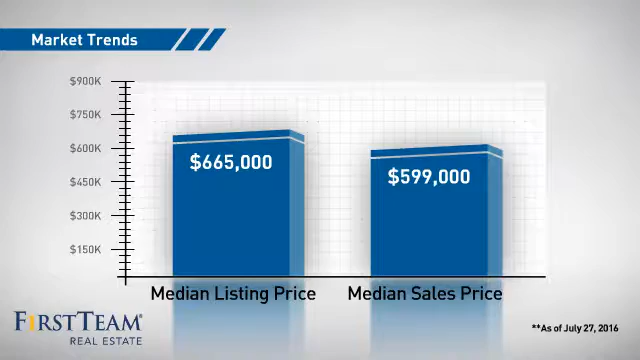 Market Trends
$900K
$750K
$600K
$450K
$300K
$150K
$665,000
$599,000
Median Listing Price
Median Sales Price
FIRSTTEAM®
REAL ESTATE
**As of July 27, 2016